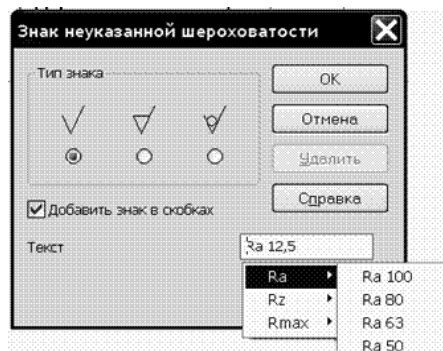 Знак неуказанной шероховатости
Тип знака
OK
Отмена
Удалить
Справка
Добавить знак в скобках
Текст
Ra 12,5
Ra
Rz
Rmax
Ra 100
Ra 80
Ra 63
Ra 50